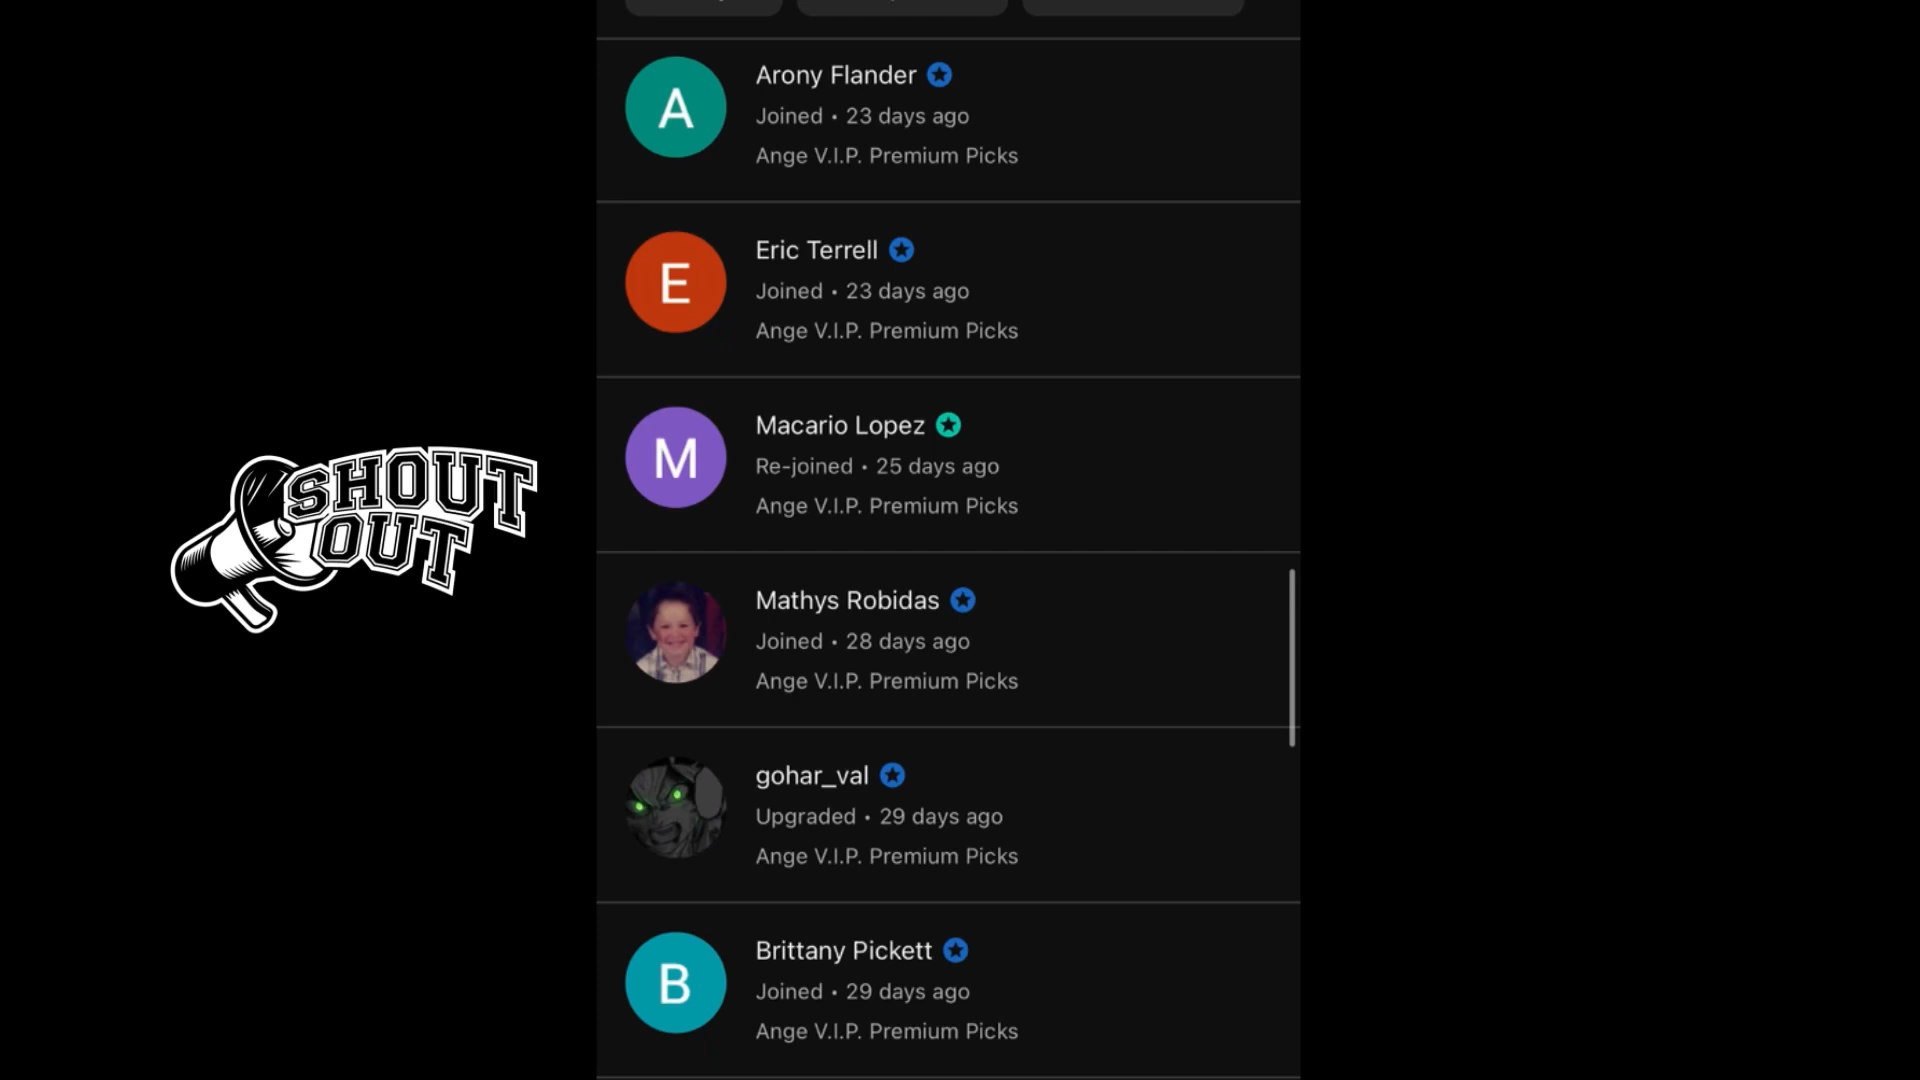 Arony Flander
Joined • 23 days ago
Ange V.I.P. Premium Picks
Eric Terrell
Joined • 23 days ago
Ange V.I.P. Premium Picks
Macario Lopez
Re-joined • 25 days ago
Ange V.I.P. Premium Picks
Mathys Robidas
Joined • 28 days ago
Ange V.I.P. Premium Picks
gohar_val
Upgraded • 29 days ago
Ange V.I.P. Premium Picks
Brittany Pickett
Joined • 29 days ago
Ange V.I.P. Premium Picks
A
E
M
B
SHOUT
OUT